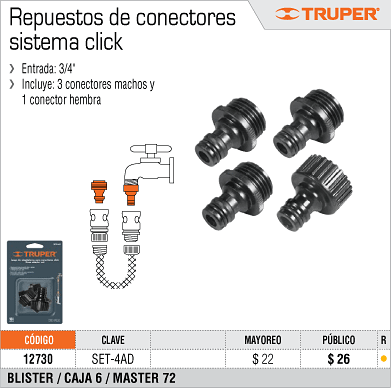 Repuestos de conectores
sistema click
TRUPER®
Entrada: 3/4"
Incluye: 3 conectores machos y
1 conector hembra
TRUPER
CÓDIGO CLAVE MAYOREO PÚBLICO R
12730 SET-4AD $ 22 $ 26
BLISTER / CAJA 6 / MASTER 72